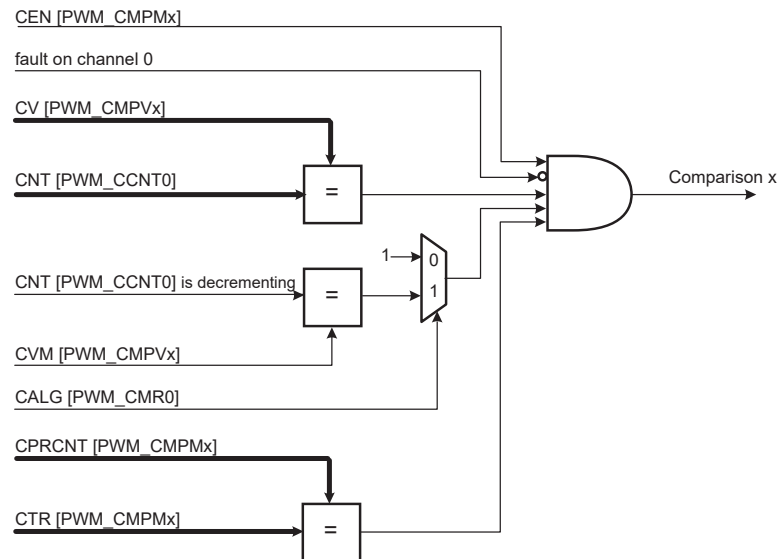 CEN [PWM_CMPMx]
fault on channel 0
CV [PWM_CMPVx]
CNT [PWM_CCNT0]
=
Comparison x
1
0
CNT [PWM_CCNT0] is decrementing
=
1
CVM [PWM_CMPVx]
CALG [PWM_CMR0]
CPRCNT [PWM_CMPMx]
CTR [PWM_CMPMx]
=